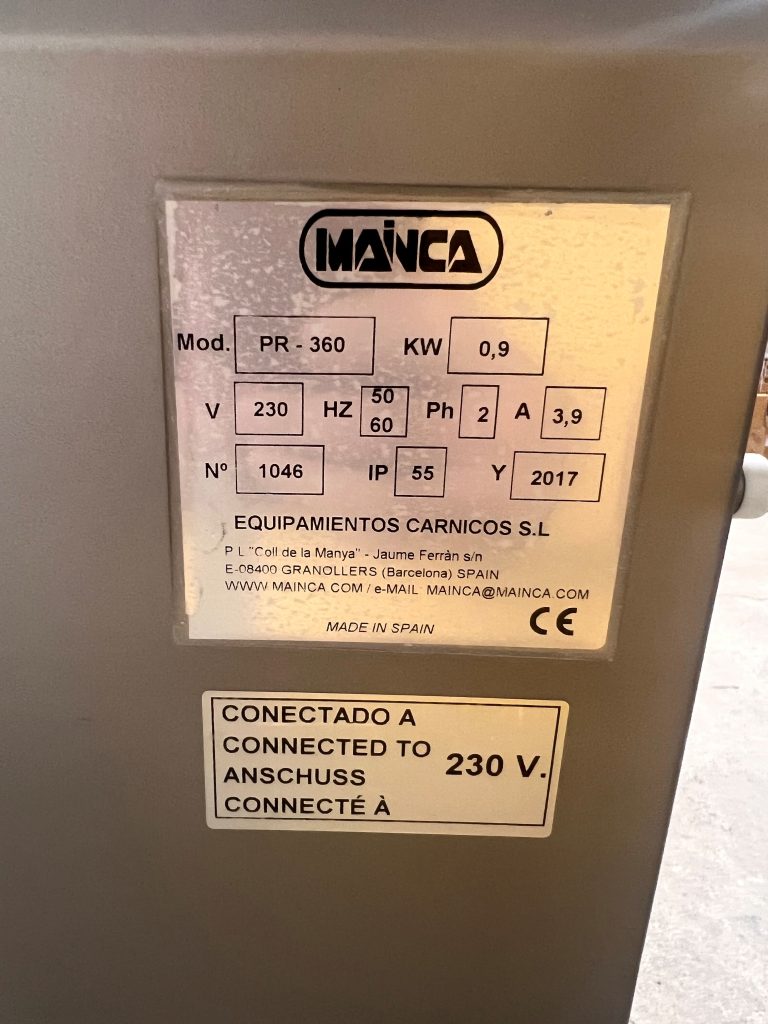 MAINCA
Mod. PR - 360 KW 0,9
V 230 HZ 50 60 Ph 2 A 3,9
Nº 1046 IP 55 Y 2017
EQUIPAMIENTOS CARNICOS S.L
P L "Coll de la Manya" - Jaume Ferràn s/n
E-08400 GRANOLLERS (Barcelona) SPAIN
WWW MAINCA COM / e-MAIL MAINCA@MAINCA.COM
MADE IN SPAIN CE
CONECTADO A
CONNECTED TO 230 V.
ANSCHUSS
CONNECTÉ À